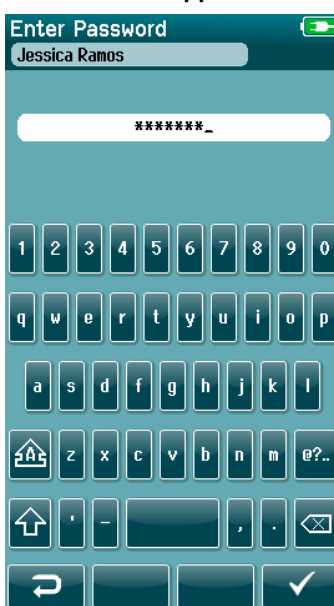 Enter Password
Jessica Ramos
*******_
1 2 3 4 5 6 7 8 9 0
q w e r t y u i o p
a s d f g h j k l
A z x c v b n m @?..
' - , .